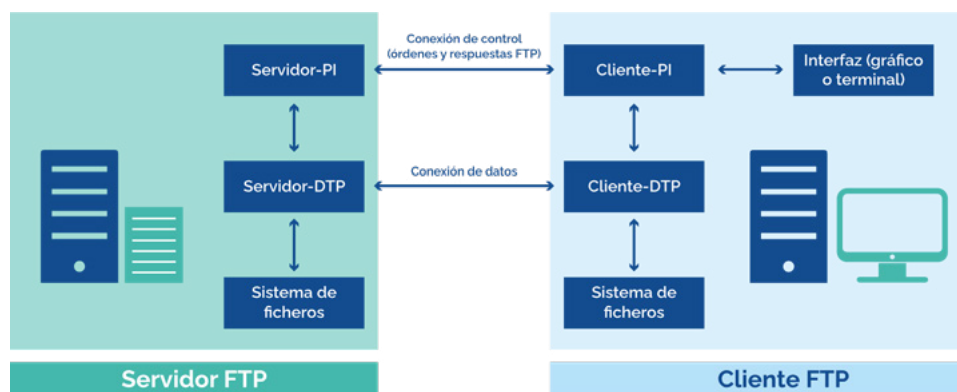 Conexión de control
(órdenes y respuestas FTP)
Servidor-PI
Cliente-PI
Interfaz (gráfico
o terminal)
Conexión de datos
Servidor-DTP
Cliente-DTP
Sistema de
ficheros
Sistema de
ficheros
Servidor FTP
Cliente FTP